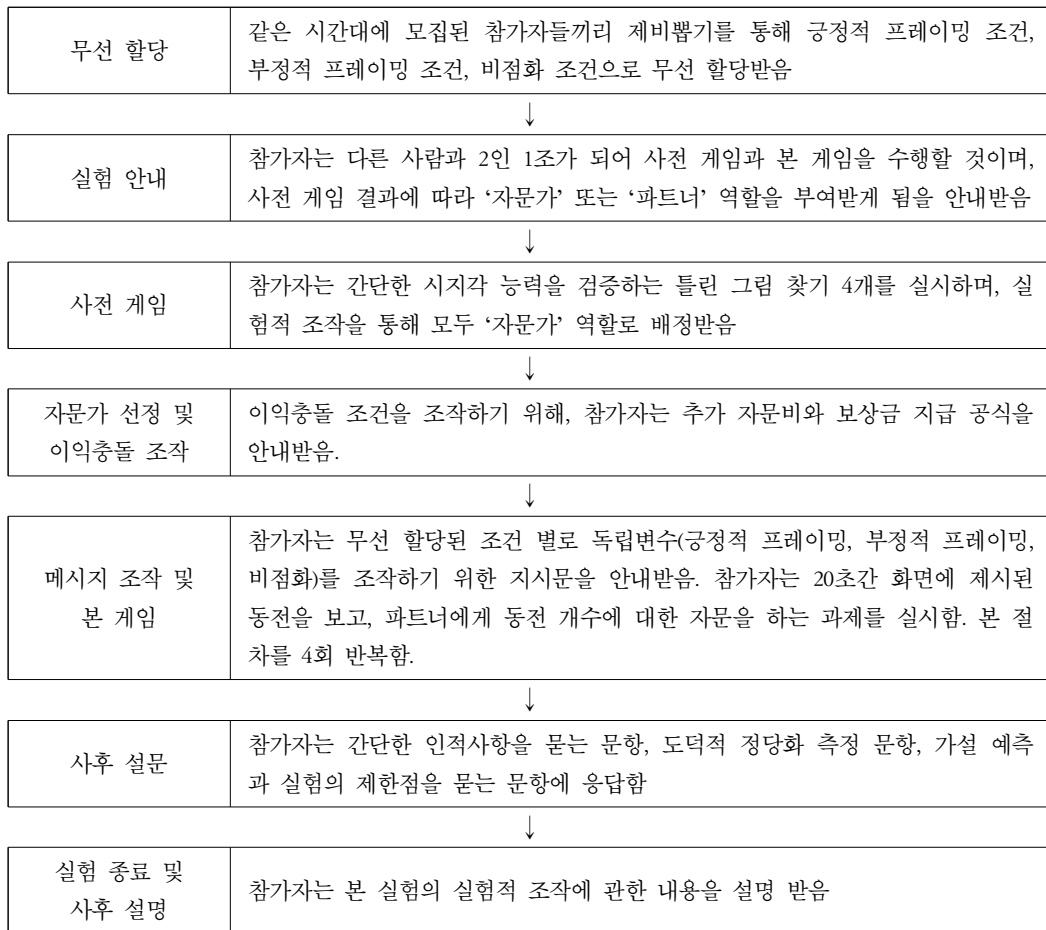 무선 할당
같은 시간대에 모집된 참가자들끼리 제비뽑기를 통해 긍정적 프레이밍 조건,
부정적 프레이밍 조건, 비점화 조건으로 무선 할당받음
↓
실험 안내
참가자는 다른 사람과 2인 1조가 되어 사전 게임과 본 게임을 수행할 것이며,
사전 게임 결과에 따라 ‘자문가’ 또는 ‘파트너’ 역할을 부여받게 됨을 안내받음
↓
사전 게임
참가자는 간단한 시지각 능력을 검증하는 틀린 그림 찾기 4개를 실시하며, 실
험적 조작을 통해 모두 ‘자문가’ 역할로 배정받음
↓
자문가 선정 및
이익충돌 조작
이익충돌 조건을 조작하기 위해, 참가자는 추가 자문비와 보상금 지급 공식을
안내받음.
↓
메시지 조작 및
본 게임
참가자는 무선 할당된 조건 별로 독립변수(긍정적 프레이밍, 부정적 프레이밍,
비점화)를 조작하기 위한 지시문을 안내받음. 참가자는 20초간 화면에 제시된
동전을 보고, 파트너에게 동전 개수에 대한 자문을 하는 과제를 실시함. 본 절
차를 4회 반복함.
↓
사후 설문
참가자는 간단한 인적사항을 묻는 문항, 도덕적 정당화 측정 문항, 가설 예측
과 실험의 제한점을 묻는 문항에 응답함
↓
실험 종료 및
사후 설명
참가자는 본 실험의 실험적 조작에 관한 내용을 설명 받음